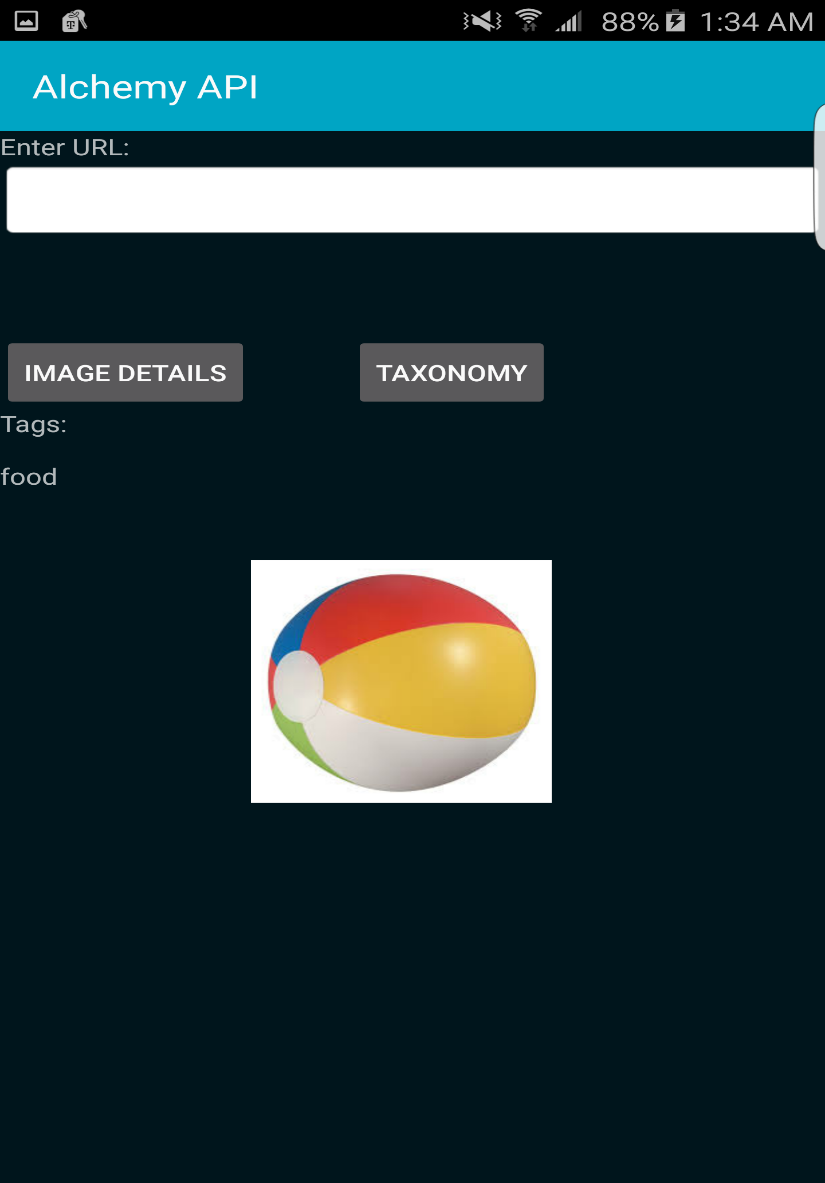 88% 1:34 AM
Alchemy API
Enter URL:
IMAGE DETAILS TAXONOMY
Tags:
food